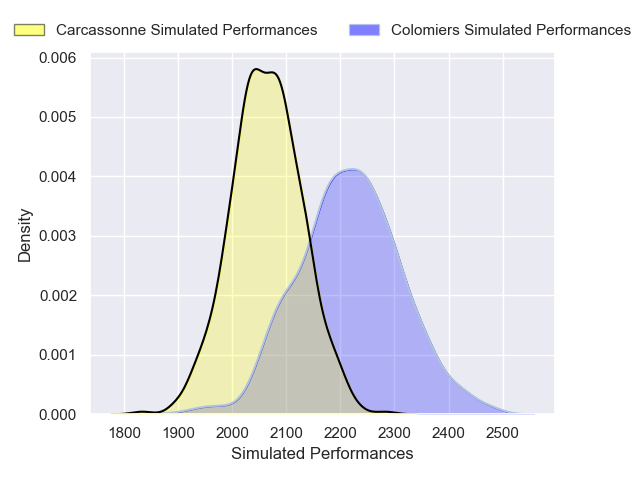 Carcassonne Simulated Performances Colomiers Simulated Performances
0.006
0.005
0.004
0.003
0.002
0.001
0.000
Density
1800 1900 2000 2100 2200 2300 2400 2500
Simulated Performances